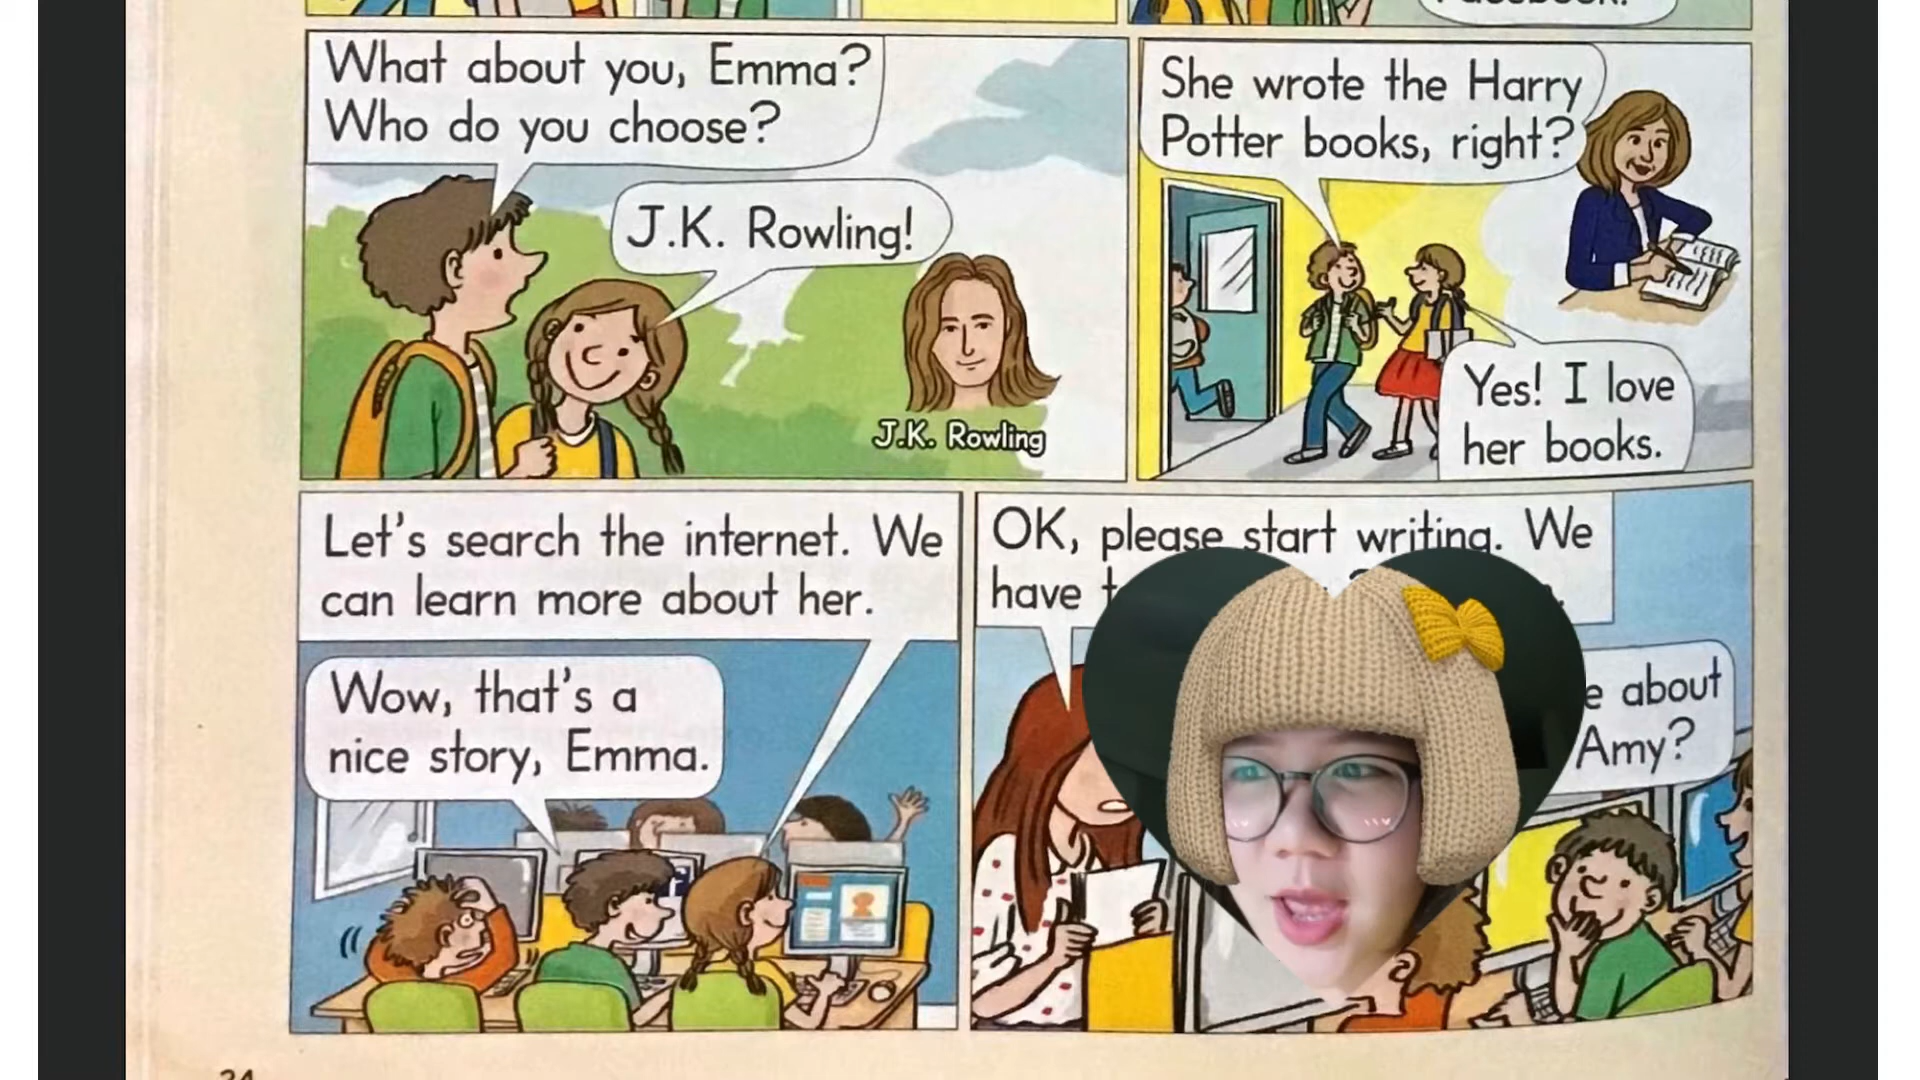 What about you, Emma?
Who do you choose?
J.K. Rowling!
J.K. Rowling
She wrote the Harry
Potter books, right?
Yes! I love
her books.
Let's search the internet. We
can learn more about her.
Wow, that's a
nice story, Emma.
OK, please start writing. We
have
about
Amy?